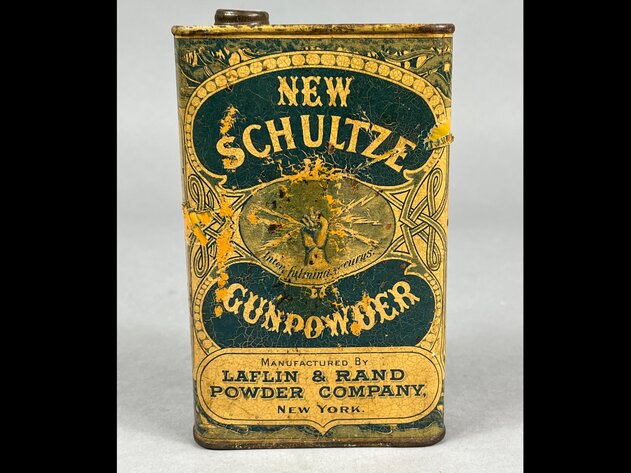 NEW
SCHULTZE
Inter fulmina securus.
GUNPOWDER
MANUFACTURED BY
LAFLIN & RAND
POWDER COMPANY,
NEW YORK.